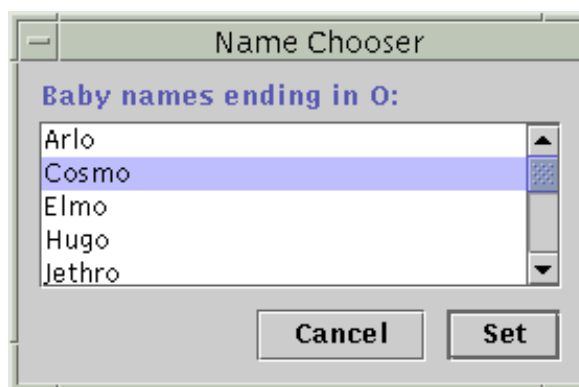 Name Chooser
Baby names ending in O:
Arlo
Cosmo
Elmo
Hugo
Jethro
Cancel Set